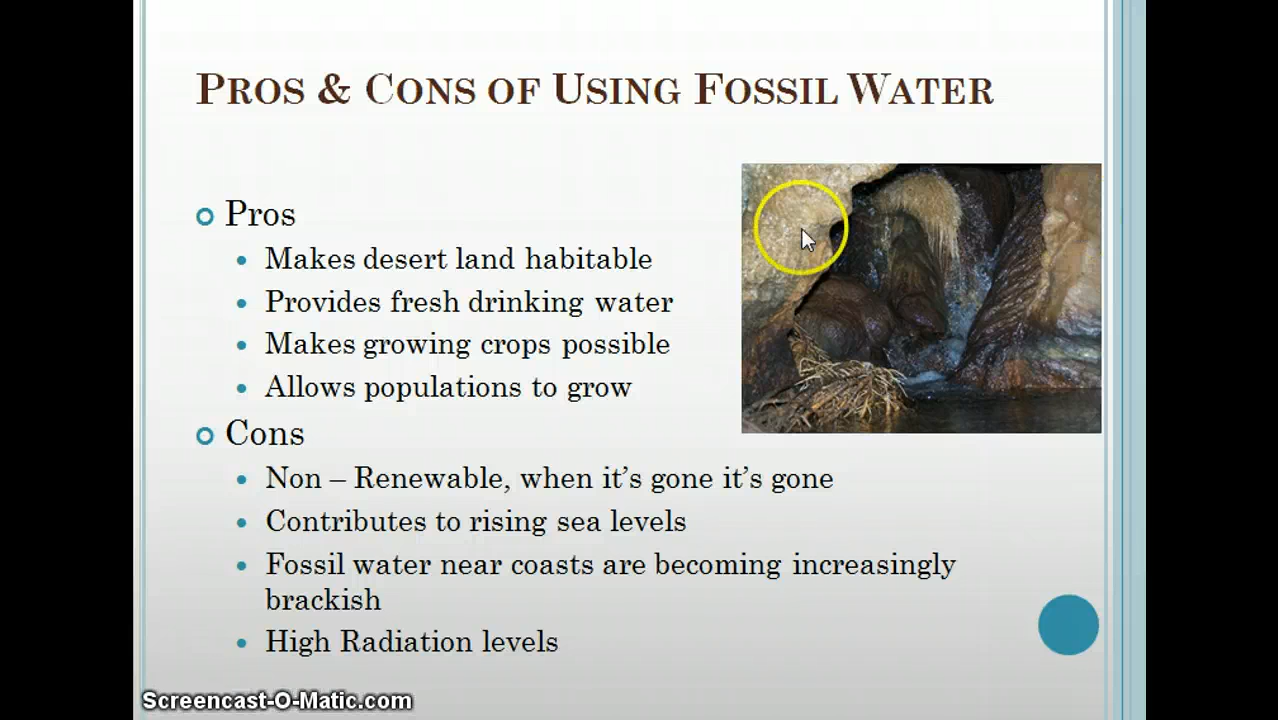 PROS & CONS OF USING FOSSIL WATER
Pros
Makes desert land habitable
Provides fresh drinking water
Makes growing crops possible
Allows populations to grow
Cons
Non – Renewable, when it's gone it's gone
Contributes to rising sea levels
Fossil water near coasts are becoming increasingly
brackish
High Radiation levels
Screencast-O-Matic.com